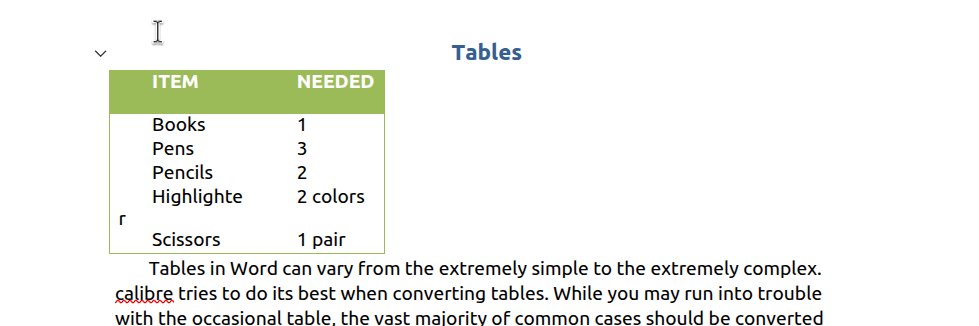 Tables
ITEM NEEDED
Books 1
Pens 3
Pencils 2
Highlighte 2 colors
r
Scissors 1 pair
Tables in Word can vary from the extremely simple to the extremely complex.
calibre tries to do its best when converting tables. While you may run into trouble
with the occasional table, the vast majority of common cases should be converted